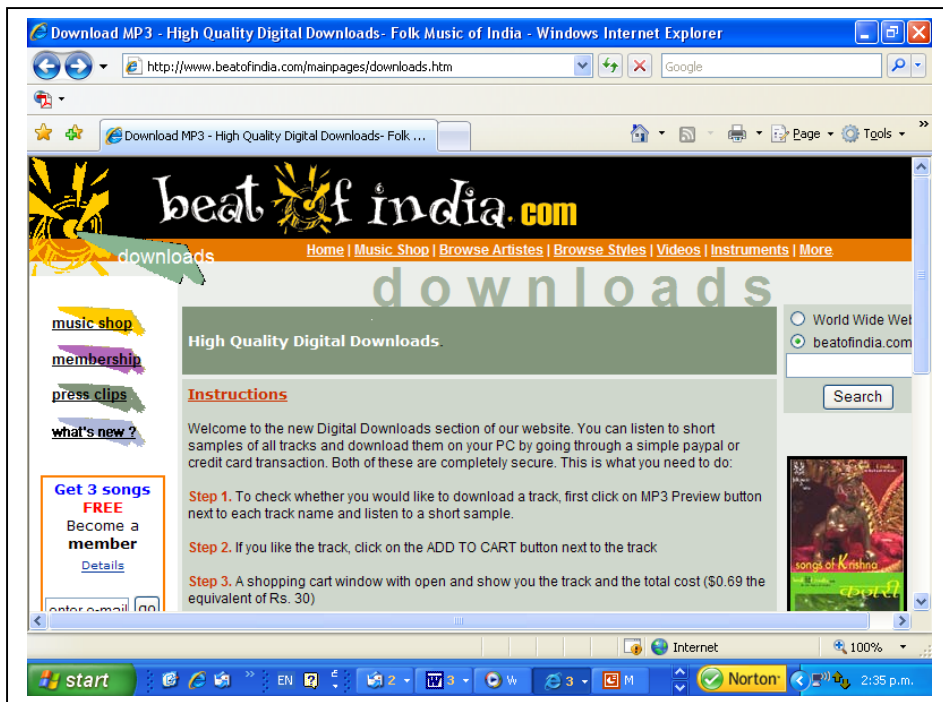 Download MP3 - High Quality Digital Downloads- Folk Music of India - Windows Internet Explorer
http://www.beatofindia.com/mainpages/downloads.htm
Google
Download MP3 - High Quality Digital Downloads- Folk ...
Page
Tools
beat of india.com
downloads
Home | Music Shop | Browse Artistes | Browse Styles | Videos | Instruments | More
downloads
music shop
membership
press clips
what's new ?
Get 3 songs
FREE
Become a
member
Details
enter e-mail
go
High Quality Digital Downloads.
Instructions
Welcome to the new Digital Downloads section of our website. You can listen to short
samples of all tracks and download them on your PC by going through a simple paypal or
credit card transaction. Both of these are completely secure. This is what you need to do:
Step 1. To check whether you would like to download a track, first click on MP3 Preview button
next to each track name and listen to a short sample.
Step 2. If you like the track, click on the ADD TO CART button next to the track
Step 3. A shopping cart window with open and show you the track and the total cost ($0.69 the
equivalent of Rs. 30)
World Wide Web
beatofindia.com
Search
songs of Krishna
Internet
100%
start
EN
2
3
W
3
M
Norton
2:35 p.m.